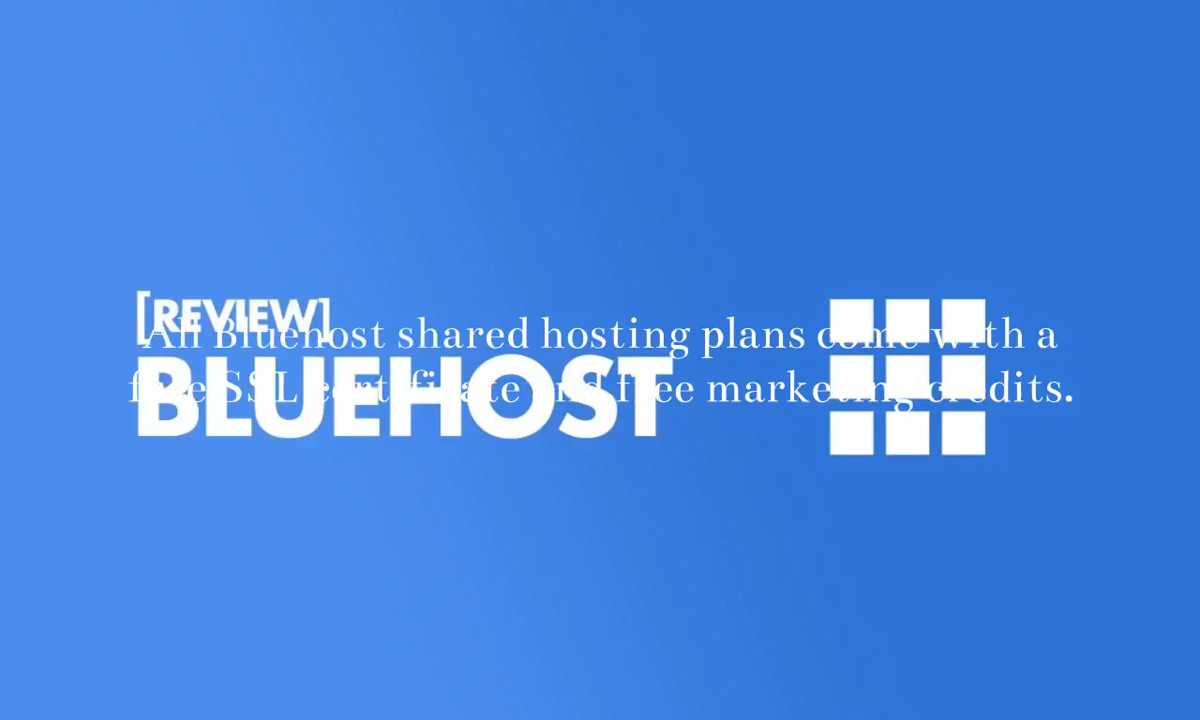 [REVIEW]
BLUEHOST
All Bluehost shared hosting plans come with a
free SSL certificate and free marketing credits.